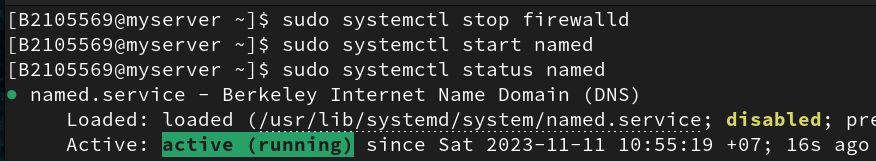 [B2105569@myserver ~]$ sudo systemctl stop firewalld
[B2105569@myserver ~]$ sudo systemctl start named
[B2105569@myserver ~]$ sudo systemctl status named
● named.service - Berkeley Internet Name Domain (DNS)
Loaded: loaded (/usr/lib/systemd/system/named.service; disabled; pre
Active: active (running) since Sat 2023-11-11 10:55:19 +07; 16s ago